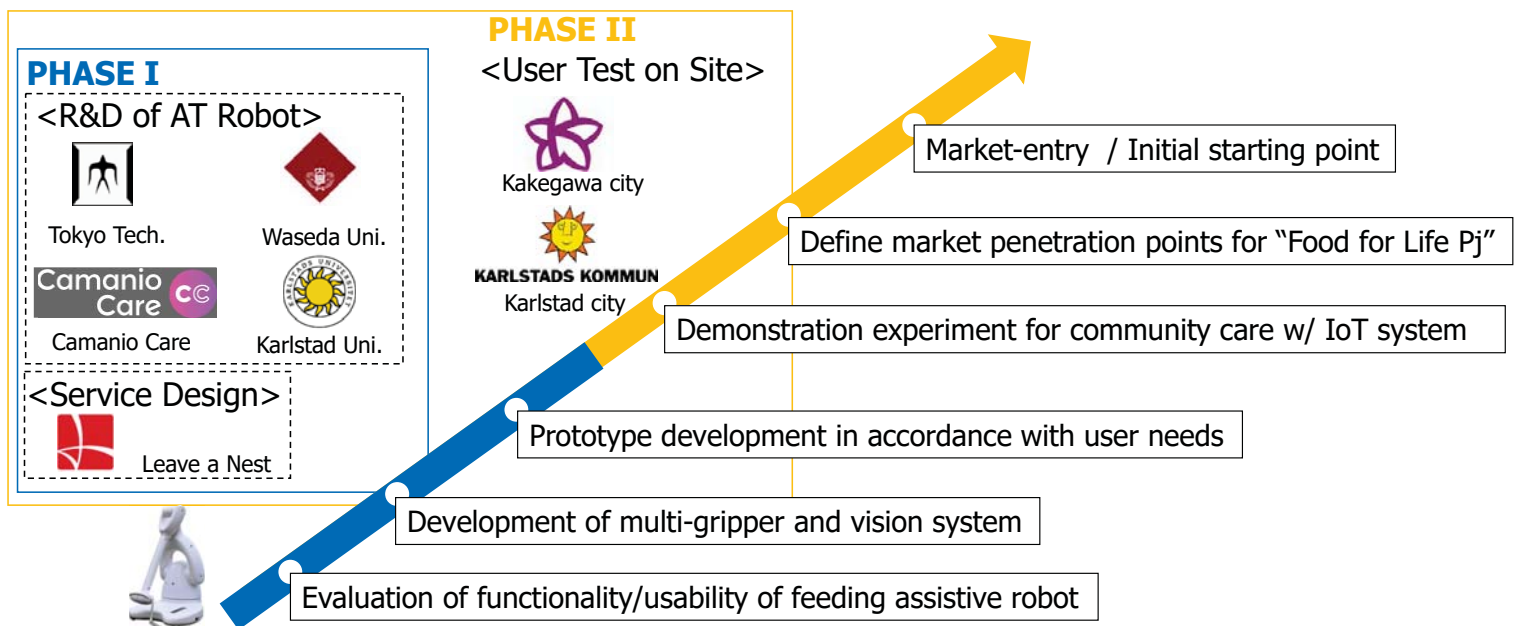 PHASE II
<User Test on Site>
PHASE I
<R&D of AT Robot>
Tokyo Tech.
Waseda Uni.
Camanio
Care CC
Camanio Care
KARLSTADS UNIVERSITET
Karlstad Uni.
<Service Design>
Leave a Nest
Kakegawa city
KARLSTADS KOMMUN
Karlstad city
Market-entry / Initial starting point
Define market penetration points for “Food for Life Pj”
Demonstration experiment for community care w/ IoT system
Prototype development in accordance with user needs
Development of multi-gripper and vision system
Evaluation of functionality/usability of feeding assistive robot